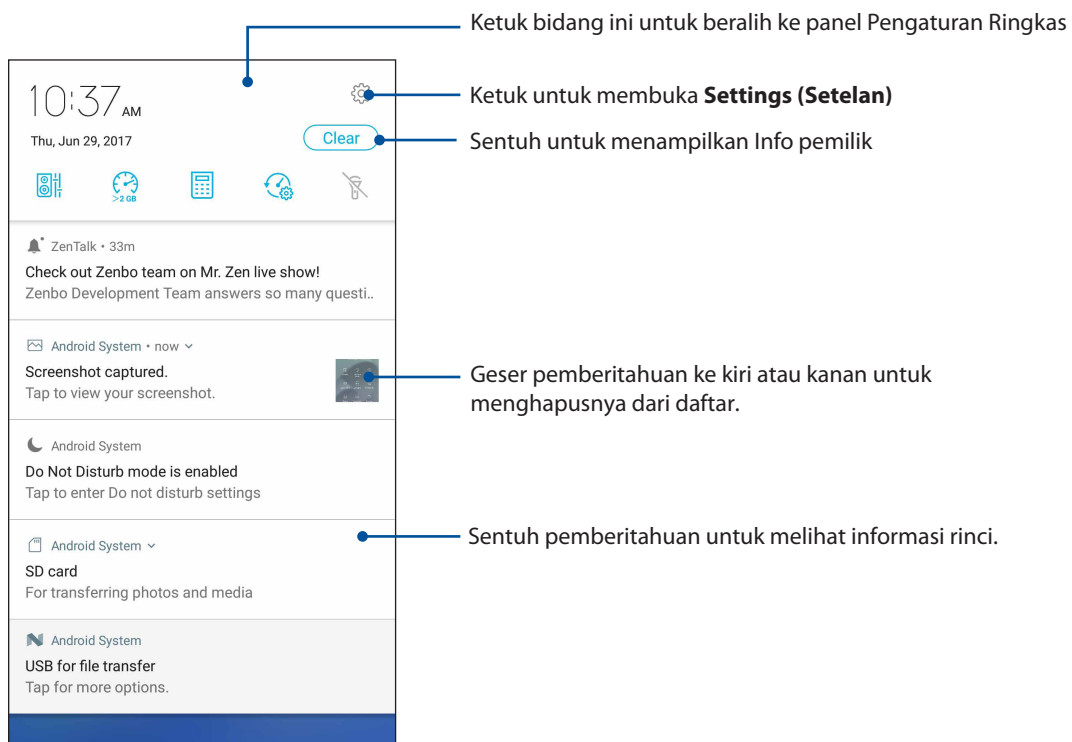 Ketuk bidang ini untuk beralih ke panel Pengaturan Ringkas
10:37 AM
Ketuk untuk membuka Settings (Setelan)
Thu, Jun 29, 2017
Clear
Sentuh untuk menampilkan Info pemilik
>2 GB
ZenTalk • 33m
Check out Zenbo team on Mr. Zen live show!
Zenbo Development Team answers so many questi..
Android System • now
Screenshot captured.
Tap to view your screenshot.
Geser pemberitahuan ke kiri atau kanan untuk
menghapusnya dari daftar.
Android System
Do Not Disturb mode is enabled
Tap to enter Do not disturb settings
Sentuh pemberitahuan untuk melihat informasi rinci.
Android System
SD card
For transferring photos and media
Android System
USB for file transfer
Tap for more options.